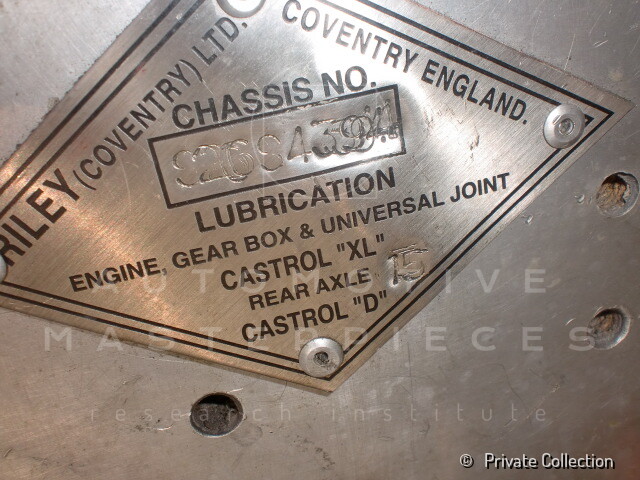 RILEY (COVENTRY) LTD.
COVENTRY ENGLAND.
CHASSIS NO.
LUBRICATION
ENGINE, GEAR BOX & UNIVERSAL JOINT
CASTROL "XL"
REAR AXLE 15
CASTROL "D"
AUTOMOTIVE
MASTERPIECES
research institute
© Private Collection